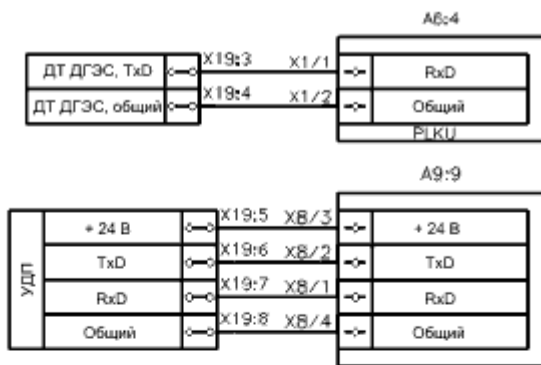 A6:4
ДТ ДГЭС, TxD X19:3 X1/1 RxD
ДТ ДГЭС, общий X19:4 X1/2 Общий
PLKU
A9:9
УДП
+ 24 В X19:5 X8/3 + 24 В
TxD X19:6 X8/2 TxD
RxD X19:7 X8/1 RxD
Общий X19:8 X8/4 Общий